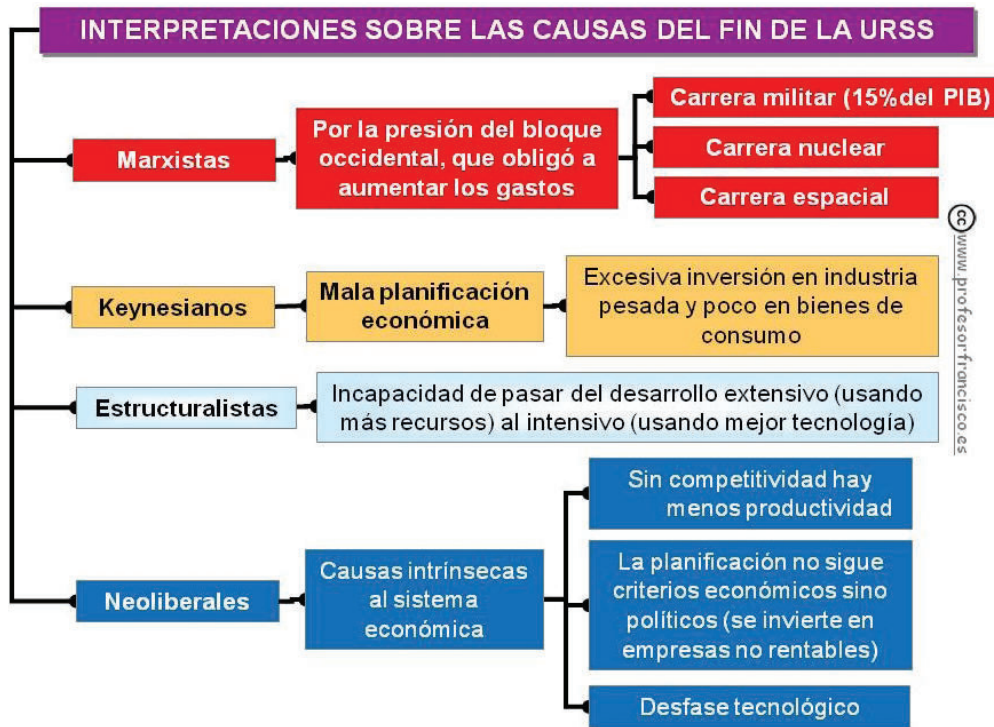 INTERPRETACIONES SOBRE LAS CAUSAS DEL FIN DE LA URSS
Marxistas
Por la presión del bloque
occidental, que obligó a
aumentar los gastos
Carrera militar (15%del PIB)
Carrera nuclear
Carrera espacial
Keynesianos
Mala planificación
económica
Excesiva inversión en industria
pesada y poco en bienes de
consumo
Estructuralistas
Incapacidad de pasar del desarrollo extensivo (usando
más recursos) al intensivo (usando mejor tecnología)
Neoliberales
Causas intrínsecas
al sistema
económica
Sin competitividad hay
menos productividad
La planificación no sigue
criterios económicos sino
políticos (se invierte en
empresas no rentables)
Desfase tecnológico
cc www.profesorfrancisco.es